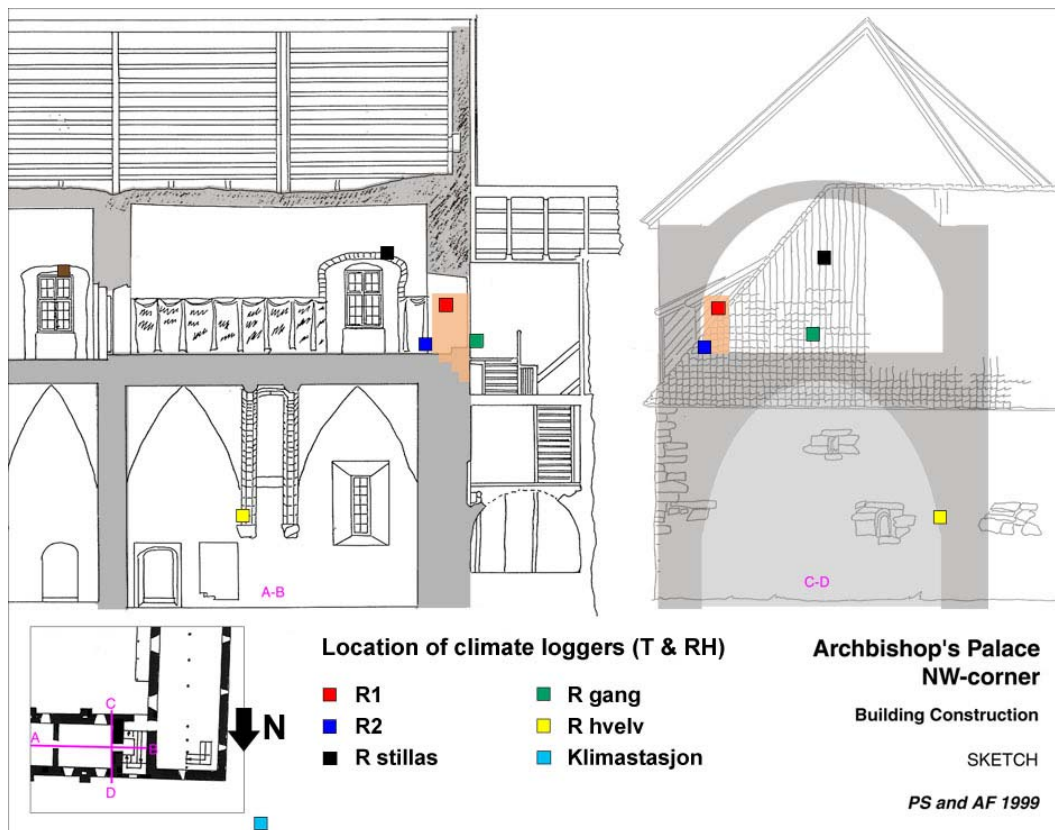 A-B
C-D
C
A
B
D
N
Location of climate loggers (T & RH)
R1
R2
R stillas
R gang
R hvelv
Klimastasjon
Archbishop's Palace
NW-corner
Building Construction
SKETCH
PS and AF 1999